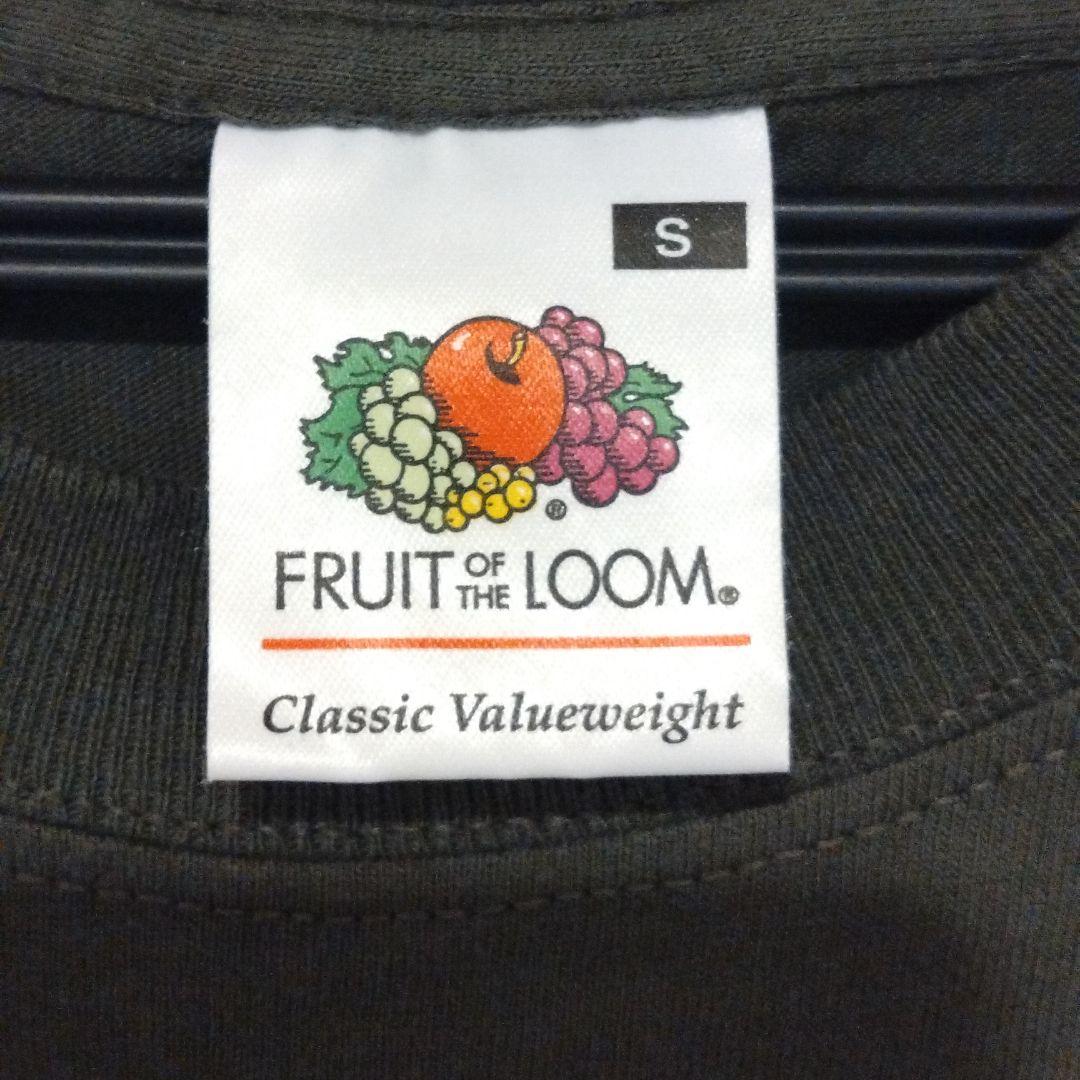 S
®
FRUIT OF THE LOOM®
Classic Valueweight